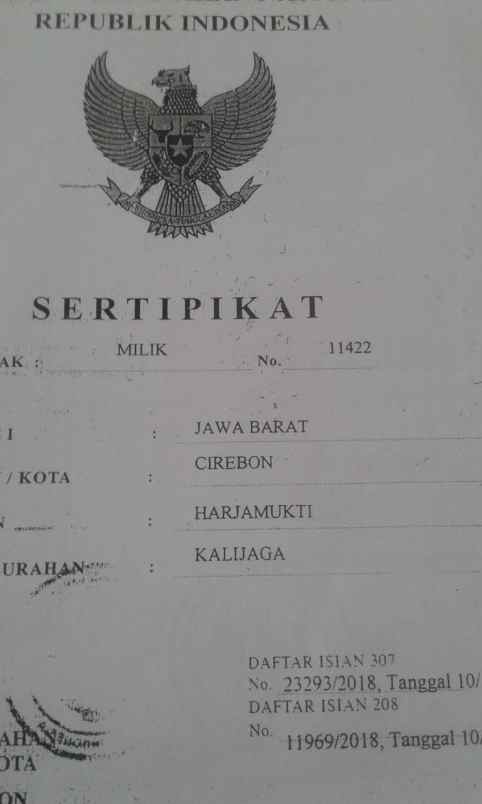 REPUBLIK INDONESIA
SERTIPIKAT
AK : MILIK No. 11422
I : JAWA BARAT
/ KOTA : CIREBON
N : HARJAMUKTI
URAHAN : KALIJAGA
DAFTAR ISIAN 307
No. 23293/2018, Tanggal 10/
DAFTAR ISIAN 208
No. 11969/2018, Tanggal 10/
AHAN
OTA
ON